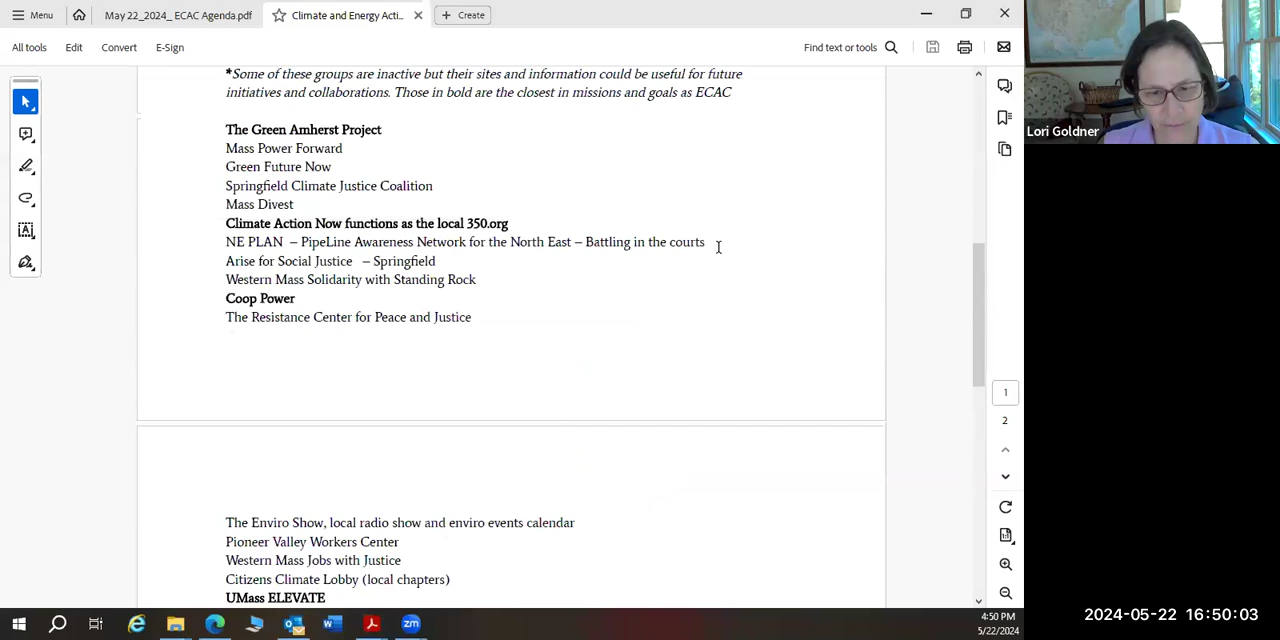 Menu
May 22_2024_ ECAC Agenda.pdf
Climate and Energy Acti...
Create
All tools
Edit
Convert
E-Sign
Find text or tools
*Some of these groups are inactive but their sites and information could be useful for future
initiatives and collaborations. Those in bold are the closest in missions and goals as ECAC
The Green Amherst Project
Mass Power Forward
Green Future Now
Springfield Climate Justice Coalition
Mass Divest
Climate Action Now functions as the local 350.org
NE PLAN – PipeLine Awareness Network for the North East – Battling in the courts
Arise for Social Justice – Springfield
Western Mass Solidarity with Standing Rock
Coop Power
The Resistance Center for Peace and Justice
The Enviro Show, local radio show and enviro events calendar
Pioneer Valley Workers Center
Western Mass Jobs with Justice
Citizens Climate Lobby (local chapters)
UMass ELEVATE
1
2
Lori Goldner
4:50 PM
5/22/2024
2024-05-22 16:50:03